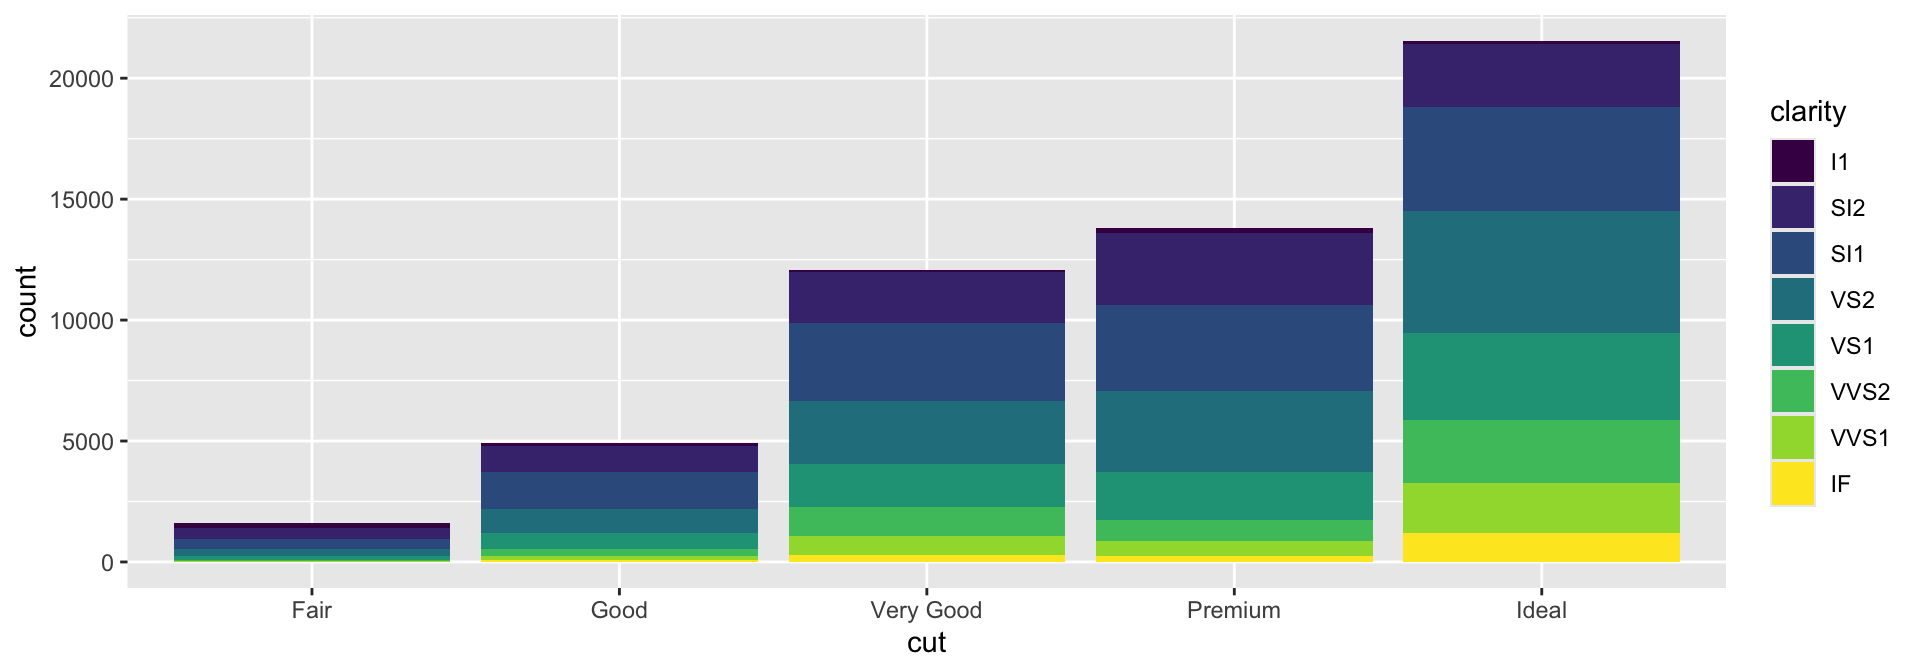 20000
15000
10000
5000
0
count
Fair
Good
Very Good
Premium
Ideal
cut
clarity
I1
SI2
SI1
VS2
VS1
VVS2
VVS1
IF